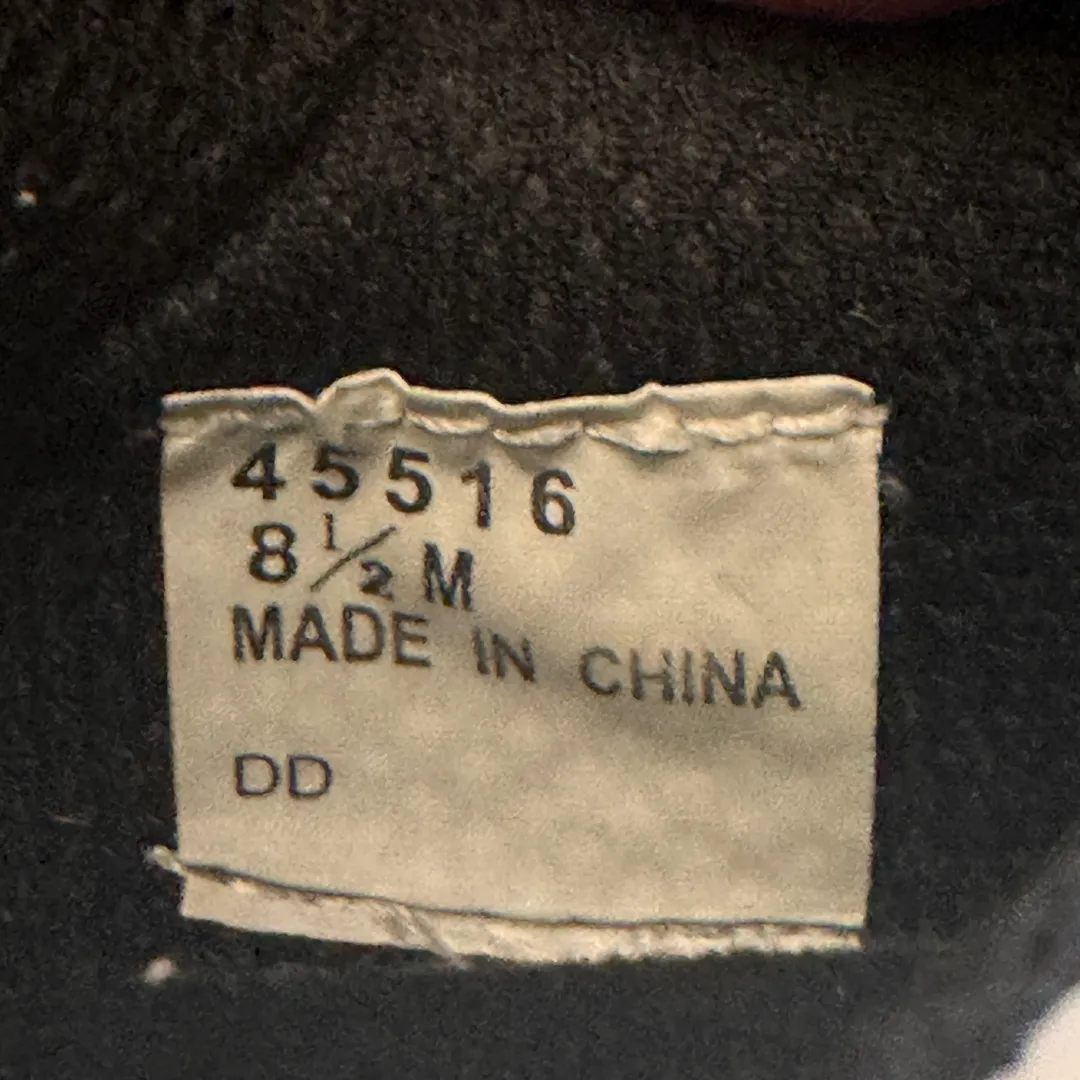 45516
8 1/2 M
MADE IN CHINA
DD